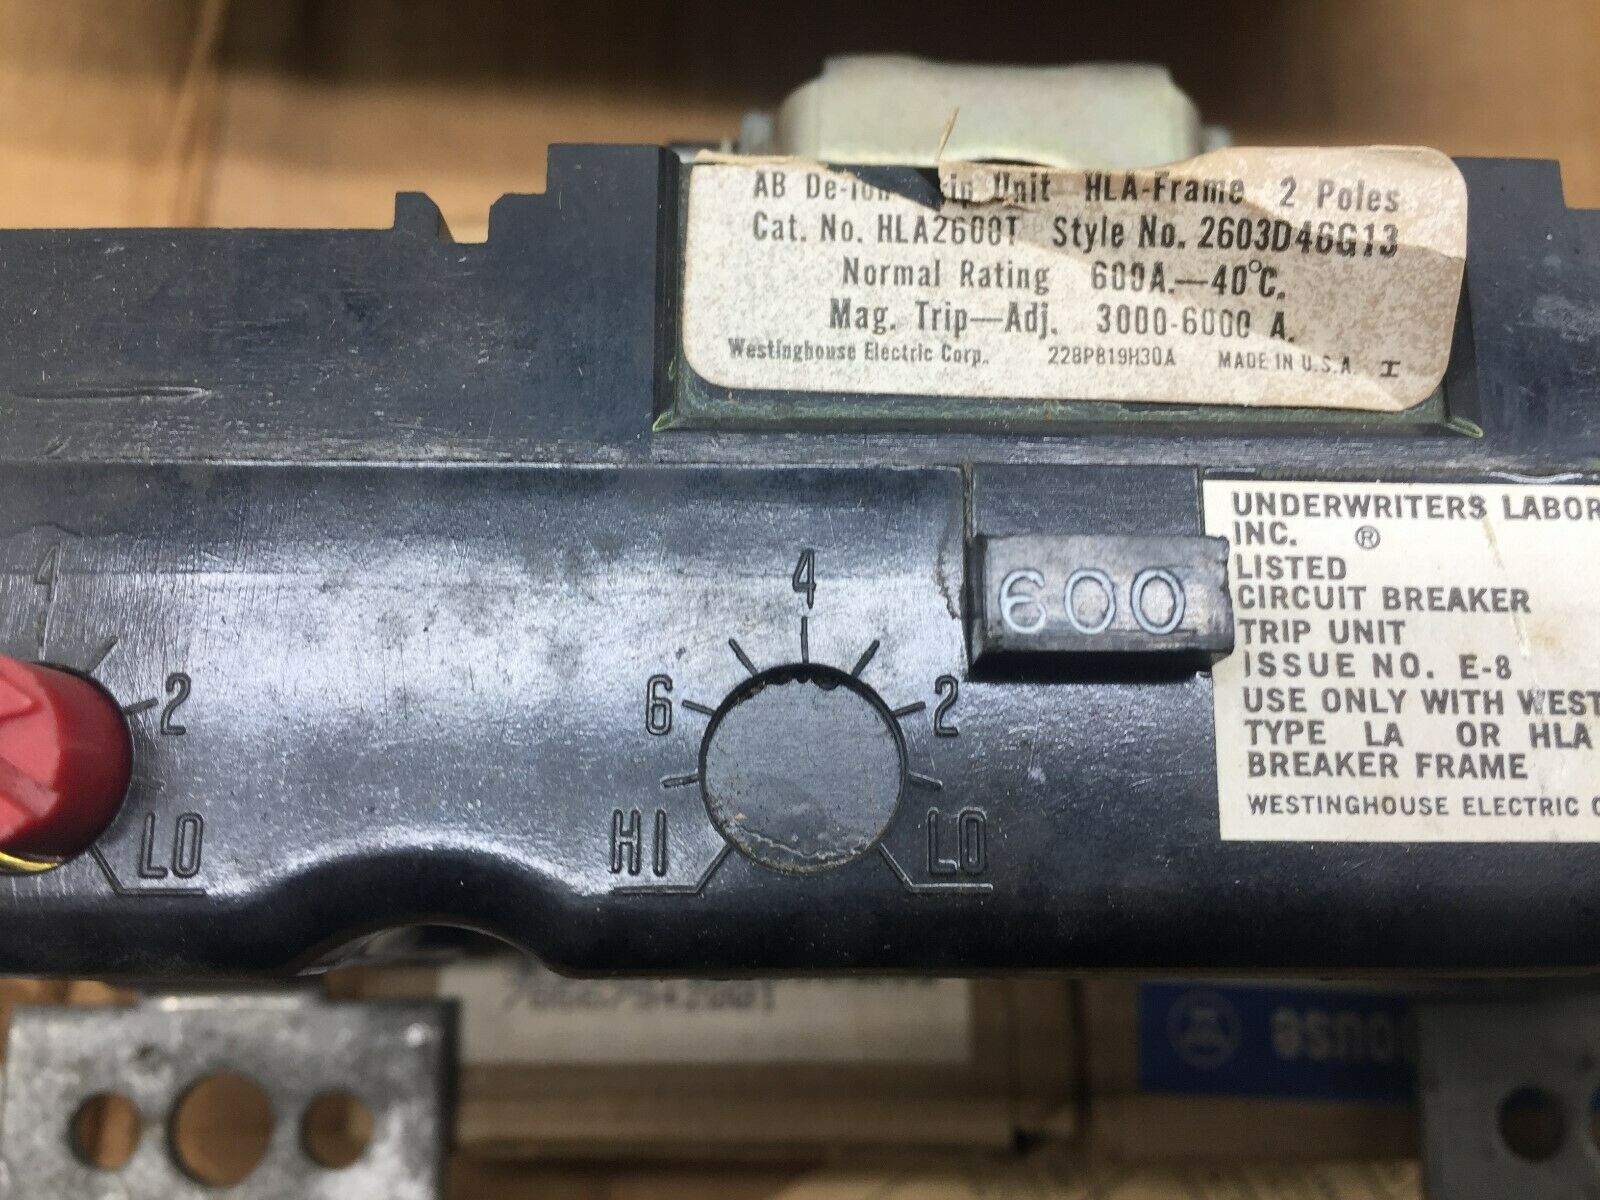 AB De-ion Trip Unit HLA-Frame 2 Poles
Cat. No. HLA2600T Style No. 2603D46G13
Normal Rating 600A.—40°C.
Mag. Trip—Adj. 3000-6000 A.
Westinghouse Electric Corp. 228P819H30A MADE IN U.S.A. I
4
2
LO
4
6
2
HI
LO
600
UNDERWRITERS LABOR
INC. ®
LISTED
CIRCUIT BREAKER
TRIP UNIT
ISSUE NO. E-8
USE ONLY WITH WEST
TYPE LA OR HLA
BREAKER FRAME
WESTINGHOUSE ELECTRIC C
ouse